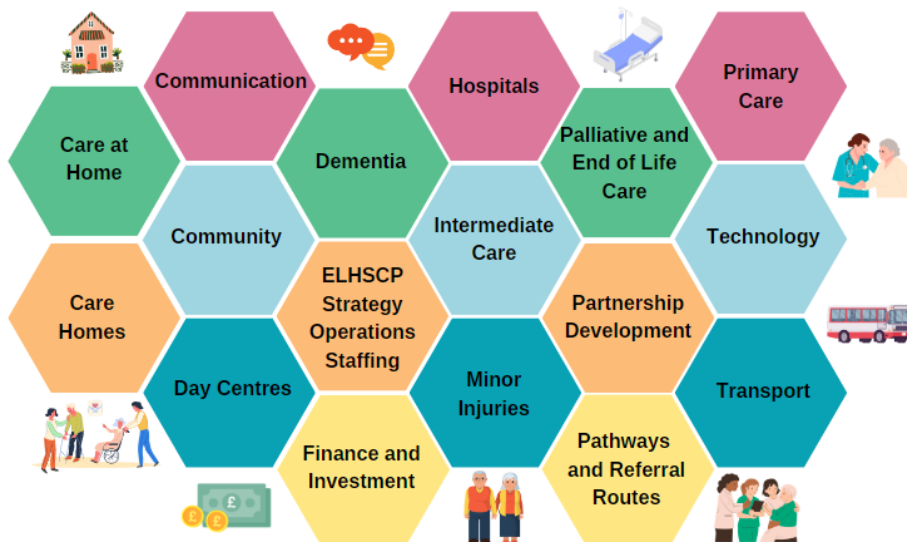 Communication
Hospitals
Primary
Care
Care at
Home
Dementia
Palliative and
End of Life
Care
Community
Intermediate
Care
Technology
Care
Homes
ELHSCP
Strategy
Operations
Staffing
Partnership
Development
Day Centres
Minor
Injuries
Transport
Finance and
Investment
Pathways
and Referral
Routes
£
£
£